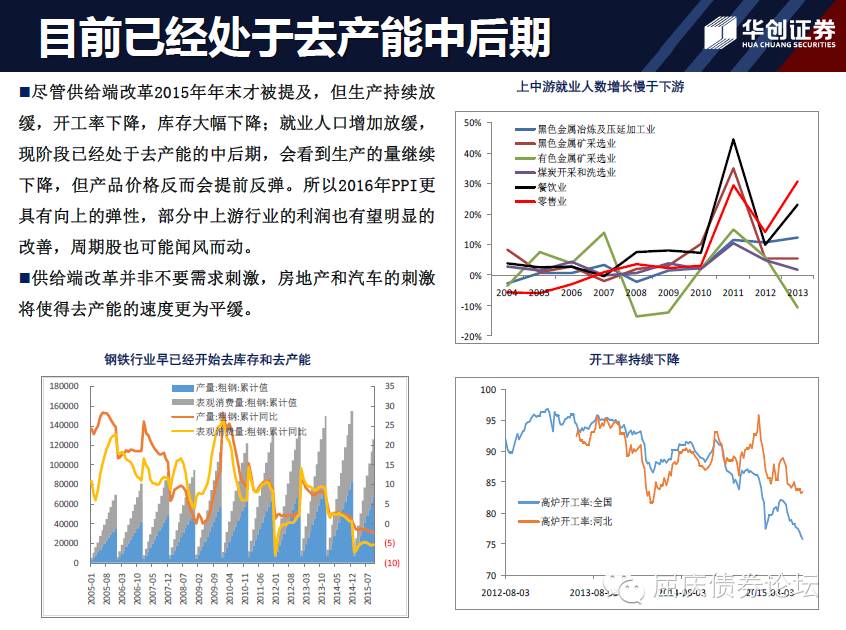 目前已经处于去产能中后期
华创证券
HUA CHUANG SECURITIES
■尽管供给端改革2015年年末才被提及，但生产持续放
缓，开工率下降，库存大幅下降；就业人口增加放缓，
现阶段已经处于去产能的中后期，会看到生产的量继续
下降，但产品价格反而会提前反弹。所以2016年PPI更
具有向上的弹性，部分中上游行业的利润也有望明显的
改善，周期股也可能闻风而动。
■供给端改革并非不要需求刺激，房地产和汽车的刺激
将使得去产能的速度更为平缓。
上中游就业人数增长慢于下游
50%
40%
30%
20%
10%
0%
-10%
-20%
黑色金属冶炼及压延加工业
黑色金属矿采选业
有色金属矿采选业
煤炭开采和洗选业
餐饮业
零售业
2004 2005 2006 2007 2008 2009 2010 2011 2012 2013
钢铁行业早已经开始去库存和去产能
180000
160000
140000
120000
100000
80000
60000
40000
20000
0
产量:粗钢:累计值
表观消费量:粗钢:累计值
产量:粗钢:累计同比
表观消费量:粗钢:累计同比
35
30
25
20
15
10
5
0
(5)
(10)
2005-01 2005-08 2006-03 2006-10 2007-05 2007-12 2008-07 2009-02 2009-09 2010-04 2010-11 2011-06 2012-01 2012-08 2013-03 2013-10 2014-05 2014-12 2015-07
开工率持续下降
100
95
90
85
80
75
70
高炉开工率:全国
高炉开工率:河北
2012-08-03 2013-08-03 2014-08-03 2015-08-03
屈庆债券论坛